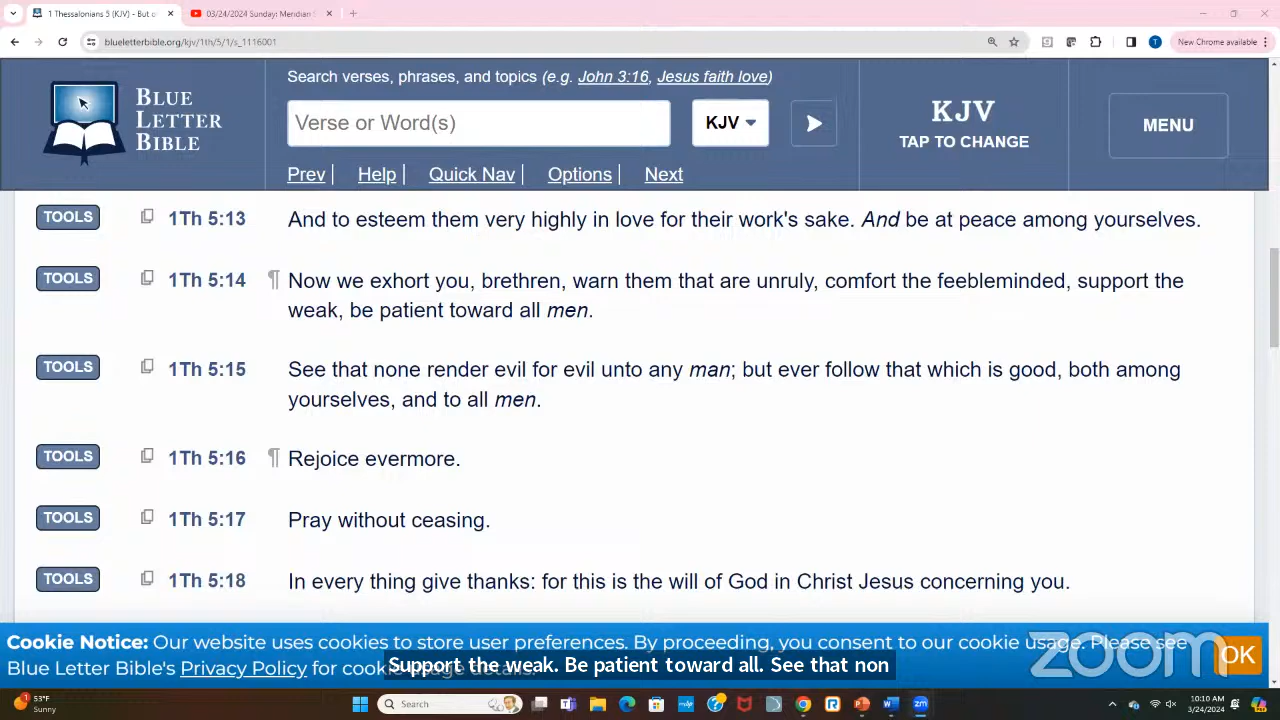 1 Thessalonians 5 (KJV) - But o
03/24/2024 Sunday: Meridian S
blueletterbible.org/kjv/1th/5/1/s_1116001
T
New Chrome available
BLUE LETTER BIBLE
Search verses, phrases, and topics (e.g. John 3:16, Jesus faith love)
Verse or Word(s)
KJV
KJV
TAP TO CHANGE
MENU
Prev | Help | Quick Nav | Options | Next
TOOLS 1Th 5:13 And to esteem them very highly in love for their work's sake. And be at peace among yourselves.
TOOLS 1Th 5:14 ¶ Now we exhort you, brethren, warn them that are unruly, comfort the feebleminded, support the
weak, be patient toward all men.
TOOLS 1Th 5:15 See that none render evil for evil unto any man; but ever follow that which is good, both among
yourselves, and to all men.
TOOLS 1Th 5:16 ¶ Rejoice evermore.
TOOLS 1Th 5:17 Pray without ceasing.
TOOLS 1Th 5:18 In every thing give thanks: for this is the will of God in Christ Jesus concerning you.
Cookie Notice: Our website uses cookies to store user preferences. By proceeding, you consent to our cookie usage. Please see
Blue Letter Bible's Privacy Policy for
Support the weak. Be patient toward all. See that non
zoom
OK
53°F
Sunny
Search
10:10 AM
3/24/2024